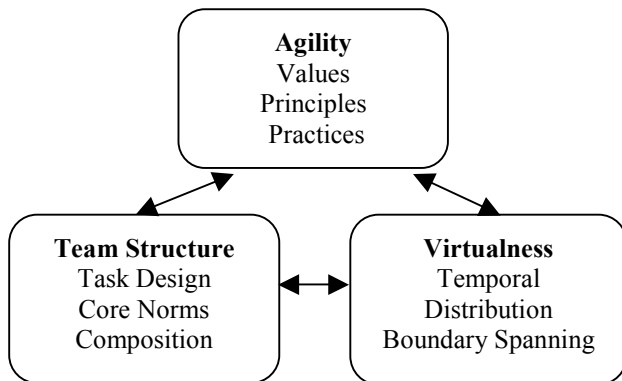 Agility
Values
Principles
Practices
Team Structure
Task Design
Core Norms
Composition
Virtualness
Temporal
Distribution
Boundary Spanning